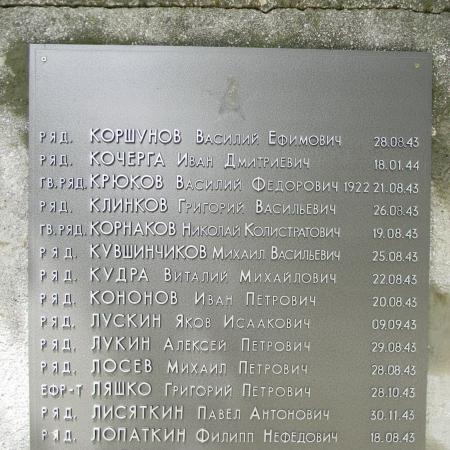 РЯД. КОРШУНОВ ВАСИЛИЙ ЕФИМОВИЧ 28.08.43
РЯД. КОЧЕРГА ИВАН ДМИТРИЕВИЧ 18.01.44
ГВ.РЯД. КРЮКОВ ВАСИЛИЙ ФЕДОРОВИЧ 1922 21.08.43
РЯД. КЛИНКОВ ГРИГОРИЙ ВАСИЛЬЕВИЧ 26.08.43
ГВ.РЯД. КОРНАКОВ НИКОЛАЙ КОЛИСТРАТОВИЧ 19.08.43
РЯД. КУВШИНЧИКОВ МИХАИЛ ВАСИЛЬЕВИЧ 25.08.43
РЯД. КУДРА ВИТАЛИЙ МИХАЙЛОВИЧ 22.08.43
РЯД. КОНОНОВ ИВАН ПЕТРОВИЧ 20.08.43
РЯД. ЛУСКИН ЯКОВ ИСААКОВИЧ 09.09.43
РЯД. ЛУКИН АЛЕКСЕЙ ПЕТРОВИЧ 29.08.43
РЯД. ЛОСЕВ МИХАИЛ ПЕТРОВИЧ 28.08.43
ЕФР-Т ЛЯШКО ГРИГОРИЙ ПЕТРОВИЧ 28.10.43
РЯД. ЛИСЯТКИН ПАВЕЛ АНТОНОВИЧ 30.11.43
РЯД. ЛОПАТКИН ФИЛИПП НЕФЕДОВИЧ 18.08.43